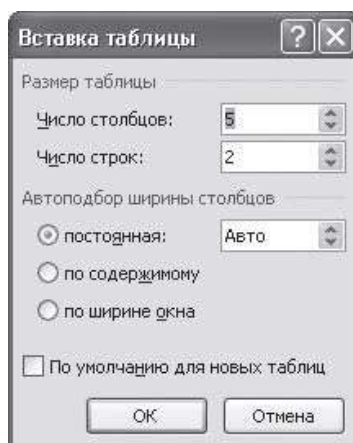 Вставка таблицы
Размер таблицы
Число столбцов: 5
Число строк: 2
Автоподбор ширины столбцов
постоянная: Авто
по содержимому
по ширине окна
По умолчанию для новых таблиц
ОК Отмена